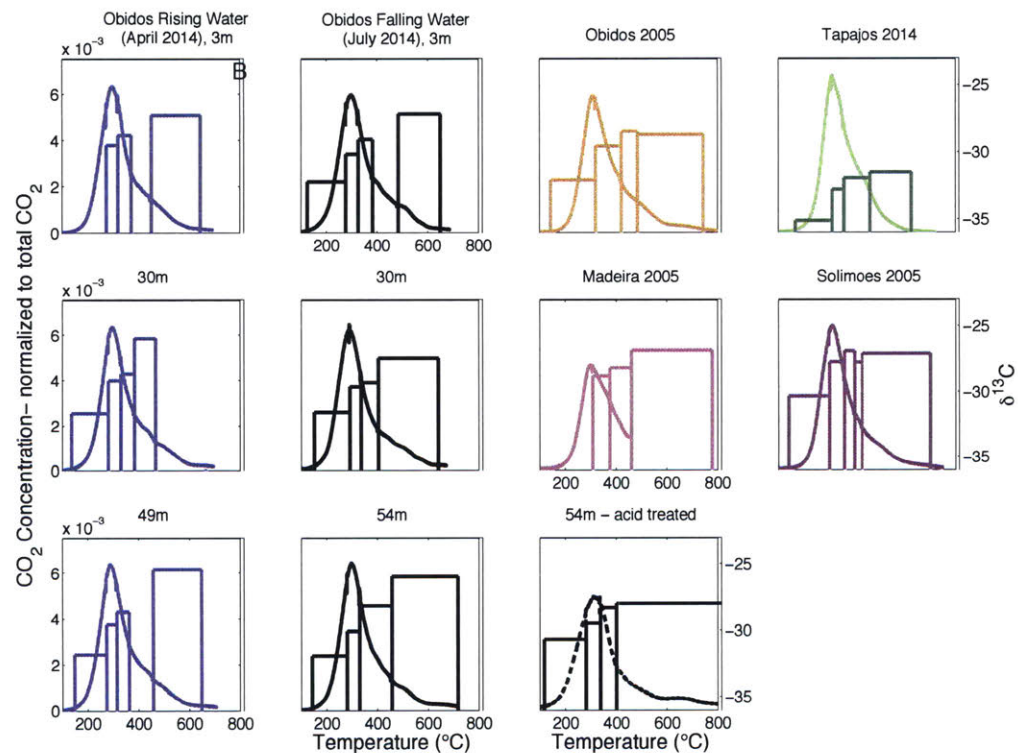 Obidos Rising Water
(April 2014), 3m
Obidos Falling Water
(July 2014), 3m
Obidos 2005
Tapajos 2014
x 10⁻³
B
6
4
2
0
200 400 600 800
−25
−30
−35
30m
30m
Madeira 2005
Solimoes 2005
x 10⁻³
6
4
2
0
200 400 600 800
−25
−30
−35
49m
54m
54m − acid treated
x 10⁻³
6
4
2
0
200 400 600 800
200 400 600 800
200 400 600 800
−25
−30
−35
CO₂ Concentration− normalized to total CO₂
δ¹³C
Temperature (°C)
Temperature (°C)